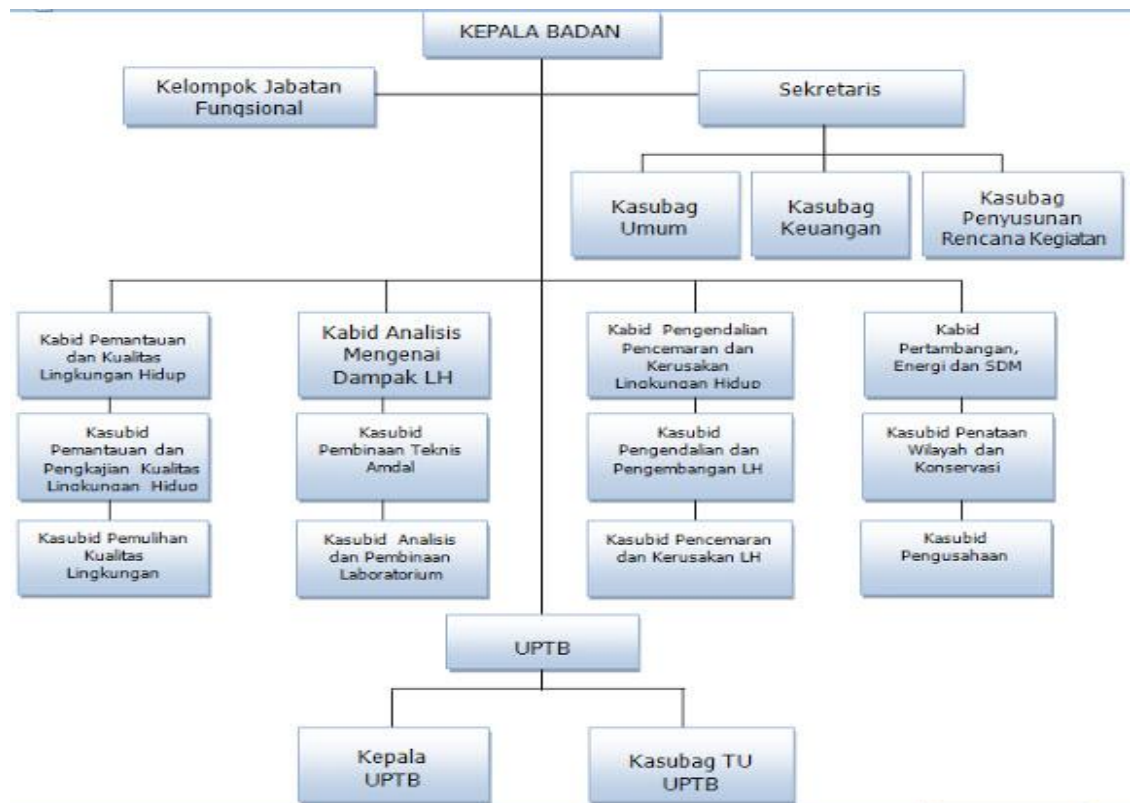 KEPALA BADAN
Kelompok Jabatan
Fungsional
Sekretaris
Kasubag
Umum
Kasubag
Keuangan
Kasubag
Penyusunan
Rencana Kegiatan
Kabid Pemantauan
dan Kualitas
Lingkungan Hidup
Kabid Analisis
Mengenai
Dampak LH
Kabid Pengendalian
Pencemaran dan
Kerusakan
Lingkungan Hidup
Kabid
Pertambangan,
Energi dan SDM
Kasubid
Pemantauan dan
Pengkajian Kualitas
Lingkungan Hidup
Kasubid
Pembinaan Teknis
Amdal
Kasubid
Pengendalian dan
Pengembangan LH
Kasubid Penataan
Wilayah dan
Konservasi
Kasubid Pemulihan
Kualitas
Lingkungan
Kasubid Analisis
dan Pembinaan
Laboratorium
Kasubid Pencemaran
dan Kerusakan LH
Kasubid
Pengusahaan
UPTB
Kepala
UPTB
Kasubag TU
UPTB